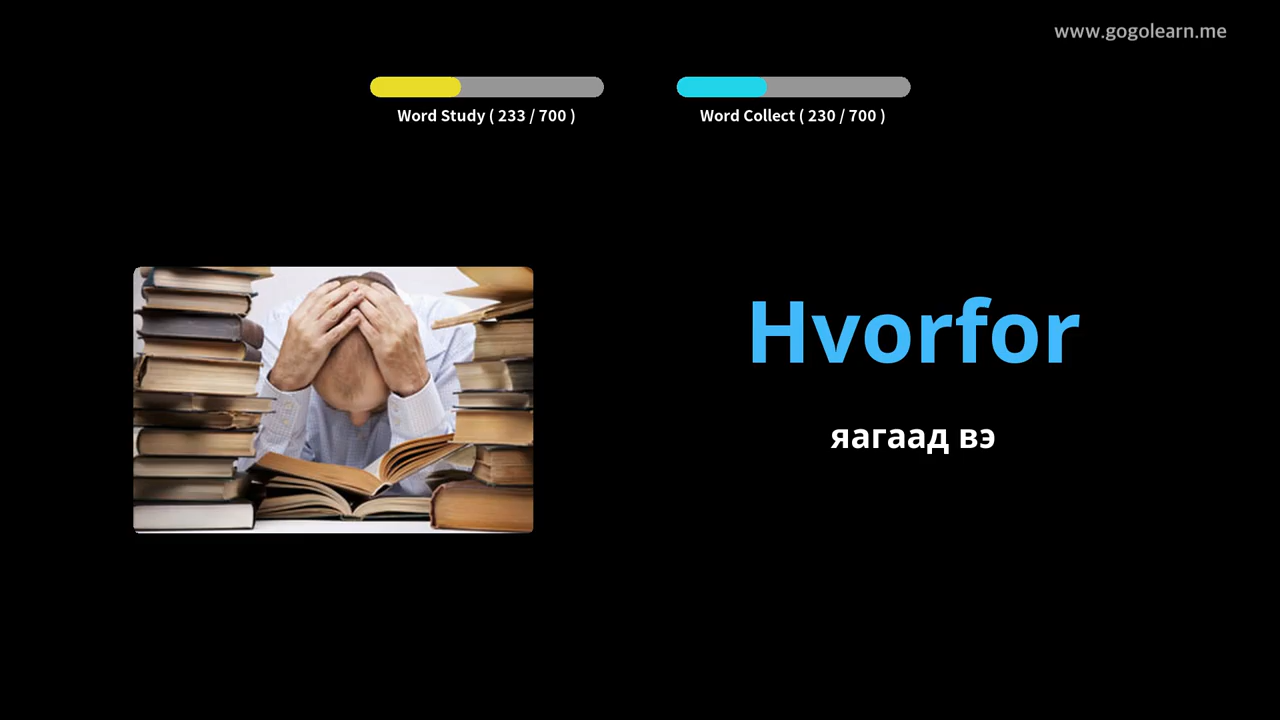 www.gogolearn.me
Word Study ( 233 / 700 )
Word Collect ( 230 / 700 )
Hvorfor
яагаад вэ